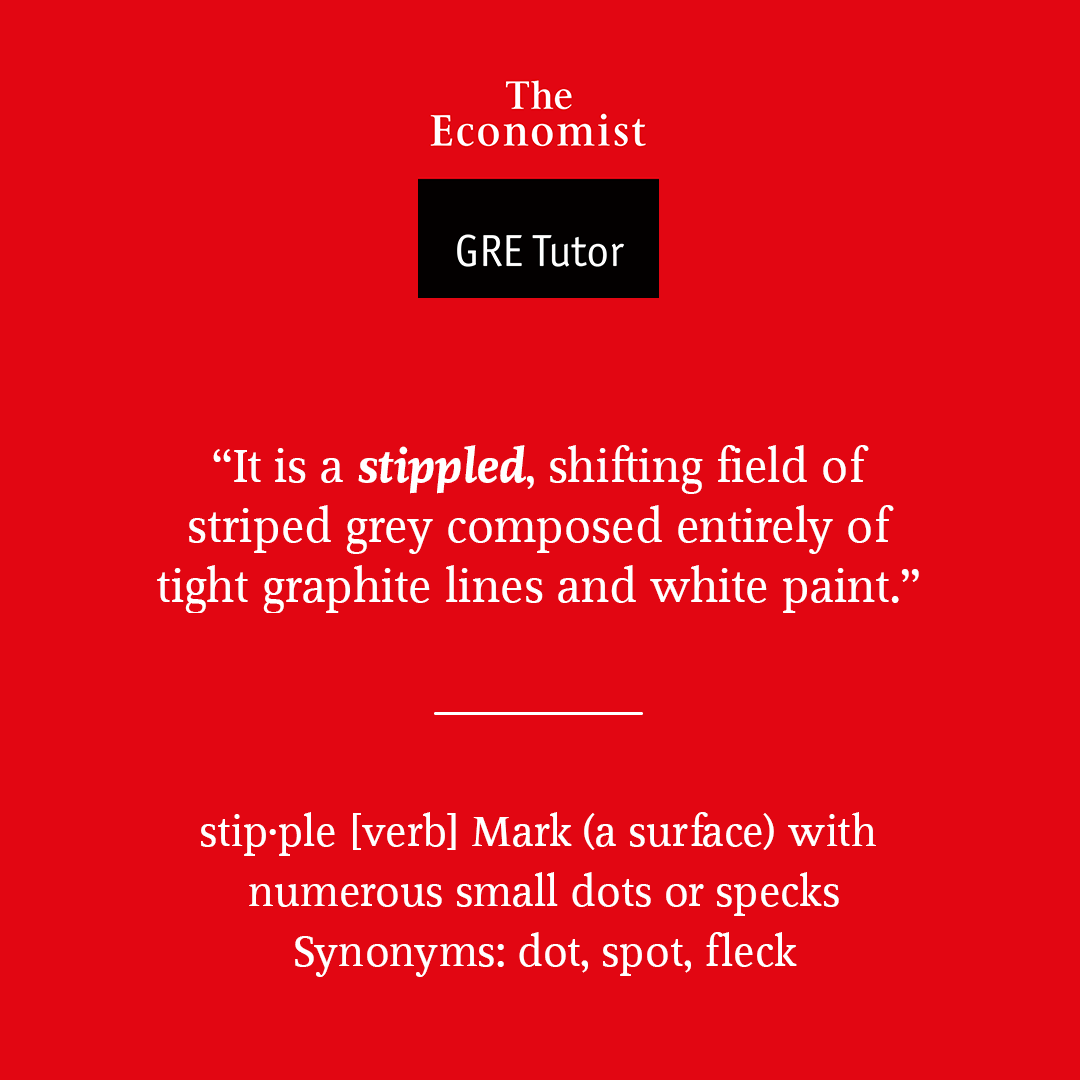 The
Economist
GRE Tutor
“It is a stippled, shifting field of
striped grey composed entirely of
tight graphite lines and white paint.”
stip·ple [verb] Mark (a surface) with
numerous small dots or specks
Synonyms: dot, spot, fleck